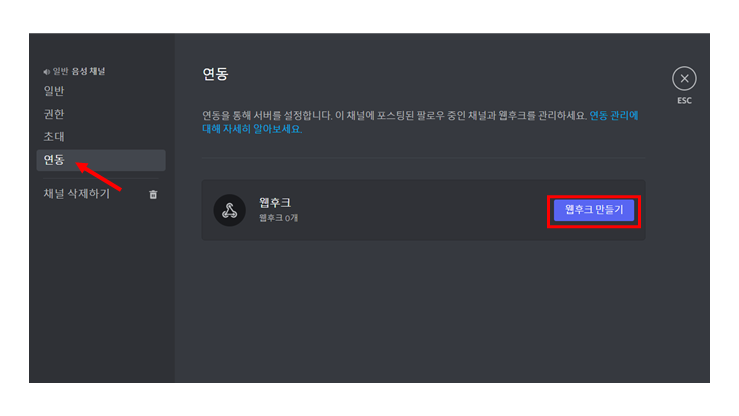 일반 음성 채널
일반
권한
초대
연동
채널 삭제하기
연동
연동을 통해 서버를 설정합니다. 이 채널에 포스팅된 팔로우 중인 채널과 웹후크를 관리하세요. 연동 관리에
대해 자세히 알아보세요.
웹후크
웹후크 0개
웹후크 만들기
ESC